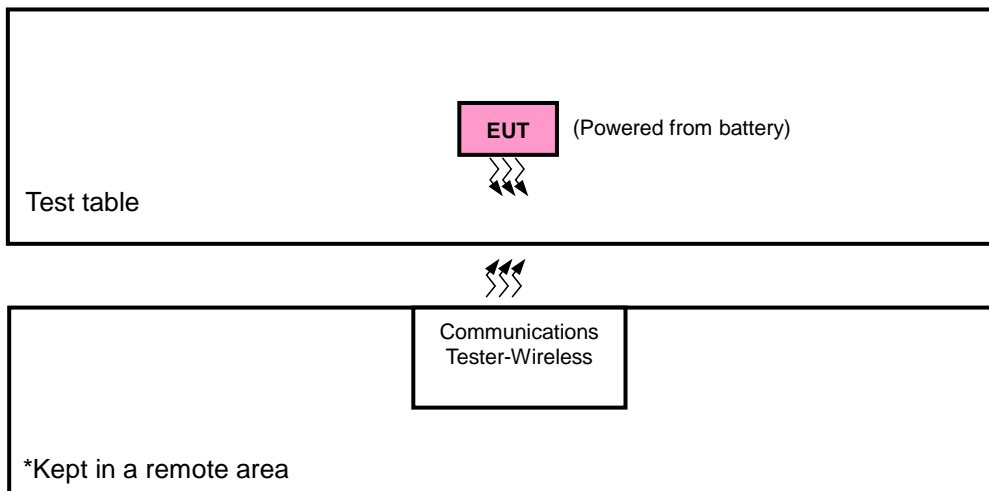 EUT
(Powered from battery)
Test table
Communications
Tester-Wireless
*Kept in a remote area